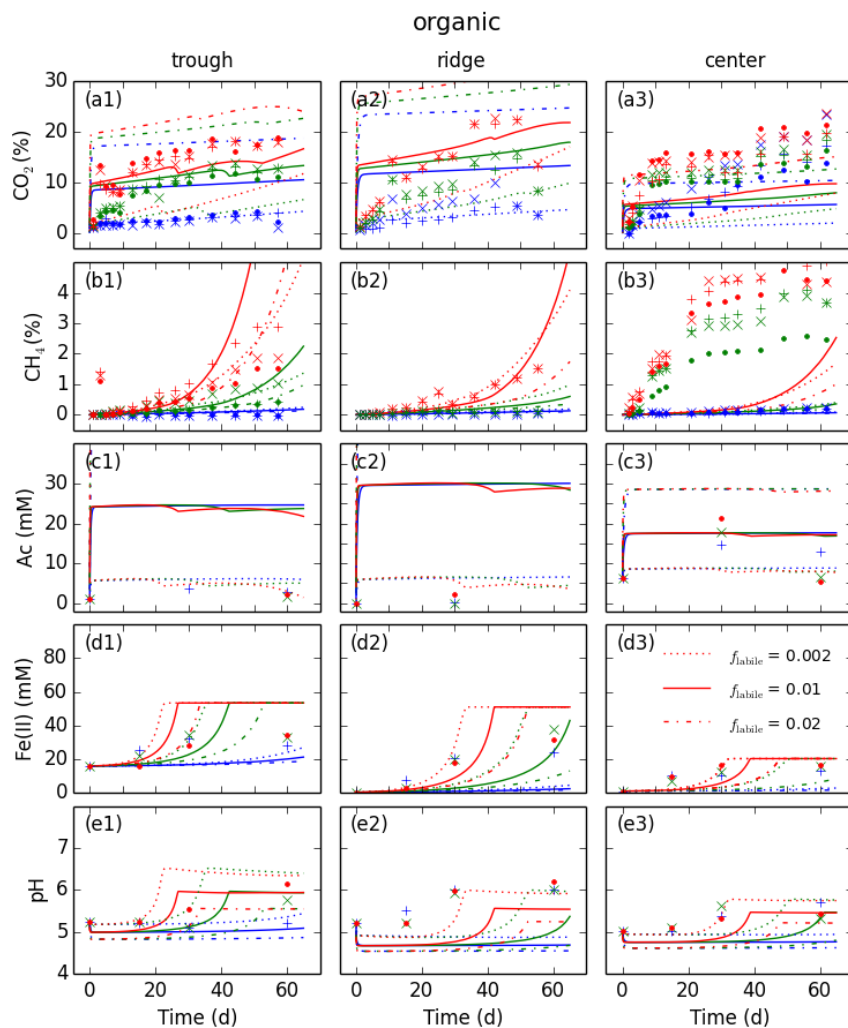 organic
trough ridge center
CO2 (%)
30
20
10
0
(a1) (a2) (a3)
CH4 (%)
4
3
2
1
0
(b1) (b2) (b3)
Ac (mM)
30
20
10
0
(c1) (c2) (c3)
Fe(II) (mM)
80
60
40
20
0
(d1) (d2) (d3)
flabile = 0.002
flabile = 0.01
flabile = 0.02
pH
7
6
5
4
(e1) (e2) (e3)
0 20 40 60 0 20 40 60 0 20 40 60
Time (d) Time (d) Time (d)